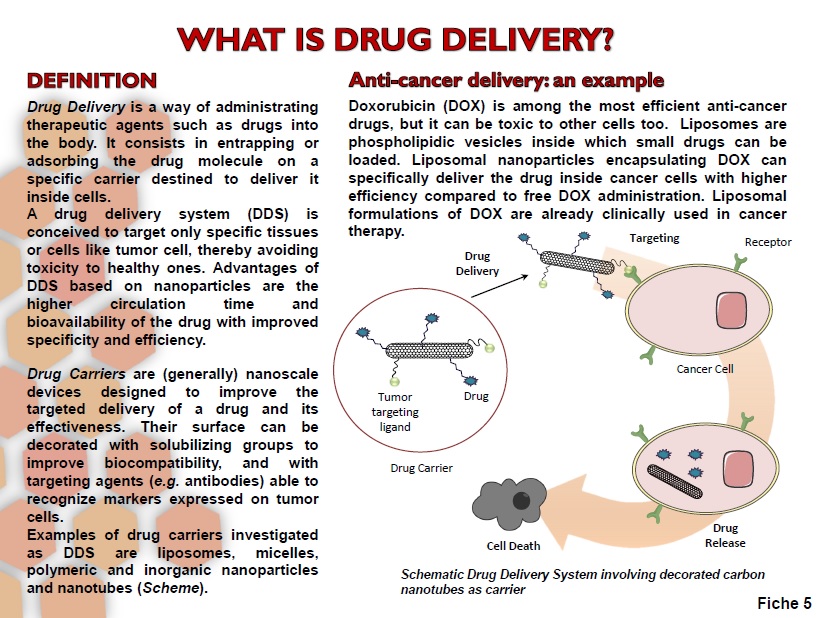 WHAT IS DRUG DELIVERY?
DEFINITION
Drug Delivery is a way of administrating
therapeutic agents such as drugs into
the body. It consists in entrapping or
adsorbing the drug molecule on a
specific carrier destined to deliver it
inside cells.
A drug delivery system (DDS) is
conceived to target only specific tissues
or cells like tumor cell, thereby avoiding
toxicity to healthy ones. Advantages of
DDS based on nanoparticles are the
higher circulation time and
bioavailability of the drug with improved
specificity and efficiency.
Drug Carriers are (generally) nanoscale
devices designed to improve the
targeted delivery of a drug and its
effectiveness. Their surface can be
decorated with solubilizing groups to
improve biocompatibility, and with
targeting agents (e.g. antibodies) able to
recognize markers expressed on tumor
cells.
Examples of drug carriers investigated
as DDS are liposomes, micelles,
polymeric and inorganic nanoparticles
and nanotubes (Scheme).
Anti-cancer delivery: an example
Doxorubicin (DOX) is among the most efficient anti-cancer
drugs, but it can be toxic to other cells too. Liposomes are
phospholipidic vesicles inside which small drugs can be
loaded. Liposomal nanoparticles encapsulating DOX can
specifically deliver the drug inside cancer cells with higher
efficiency compared to free DOX administration. Liposomal
formulations of DOX are already clinically used in cancer
therapy.
Drug
Delivery
Targeting
Receptor
Cancer Cell
Tumor
targeting
ligand
Drug
Drug Carrier
Drug
Release
Cell Death
Schematic Drug Delivery System involving decorated carbon
nanotubes as carrier
Fiche 5